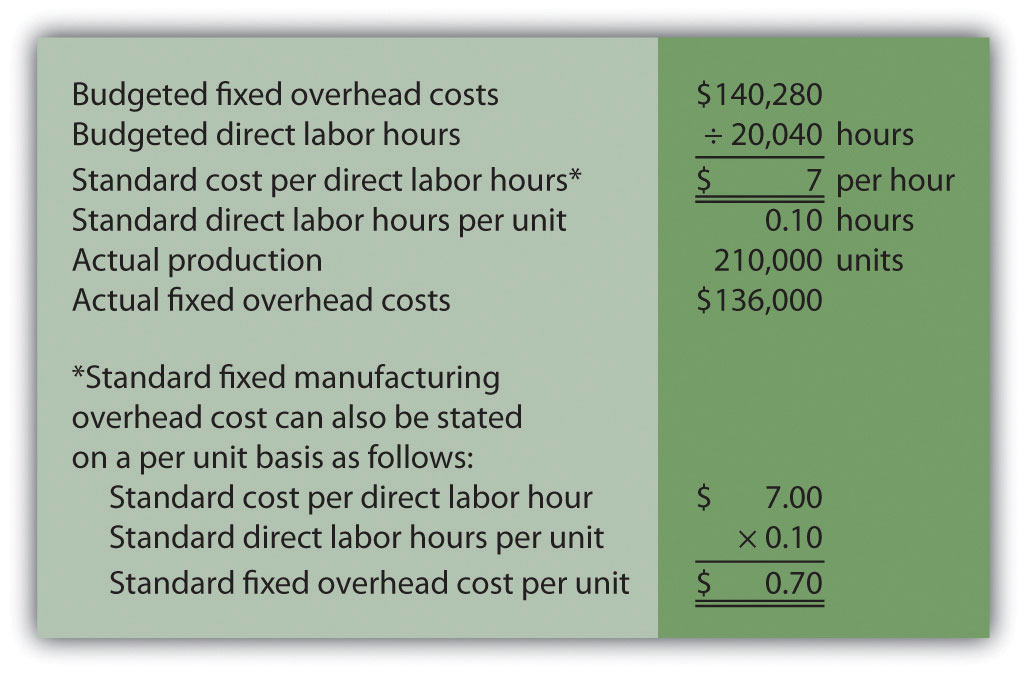 Budgeted fixed overhead costs $140,280
Budgeted direct labor hours ÷ 20,040 hours
Standard cost per direct labor hours* $ 7 per hour
Standard direct labor hours per unit 0.10 hours
Actual production 210,000 units
Actual fixed overhead costs $136,000
*Standard fixed manufacturing
overhead cost can also be stated
on a per unit basis as follows:
Standard cost per direct labor hour $ 7.00
Standard direct labor hours per unit × 0.10
Standard fixed overhead cost per unit $ 0.70